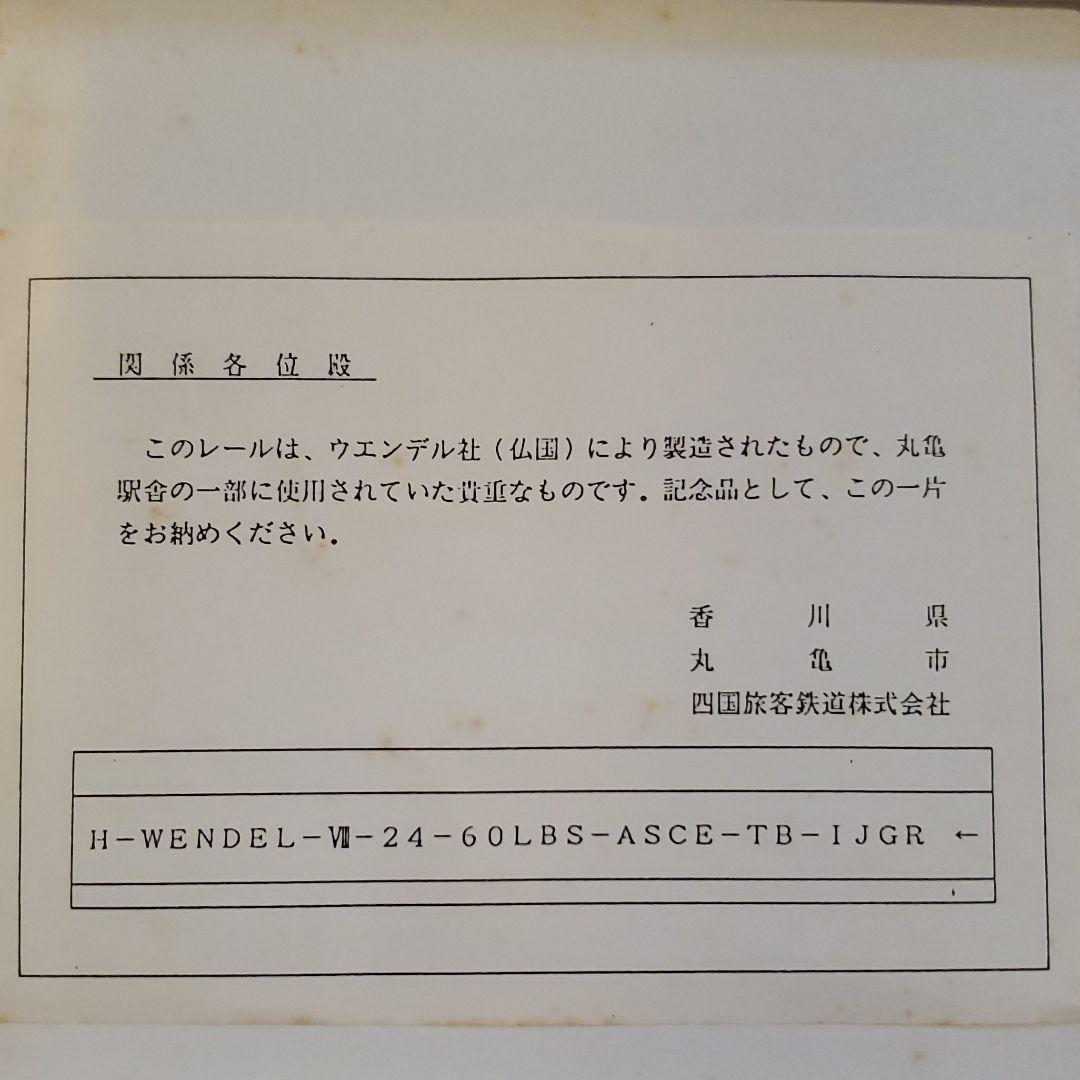 関係各位殿
このレールは、ウエンデル社(仏国)により製造されたもので、丸亀
駅舎の一部に使用されていた貴重なものです。記念品として、この一片
をお納めください。
香川県
丸亀市
四国旅客鉄道株式会社
H-WENDEL-Ⅷ-24-60LBS-ASCE-TB-IJGR ←